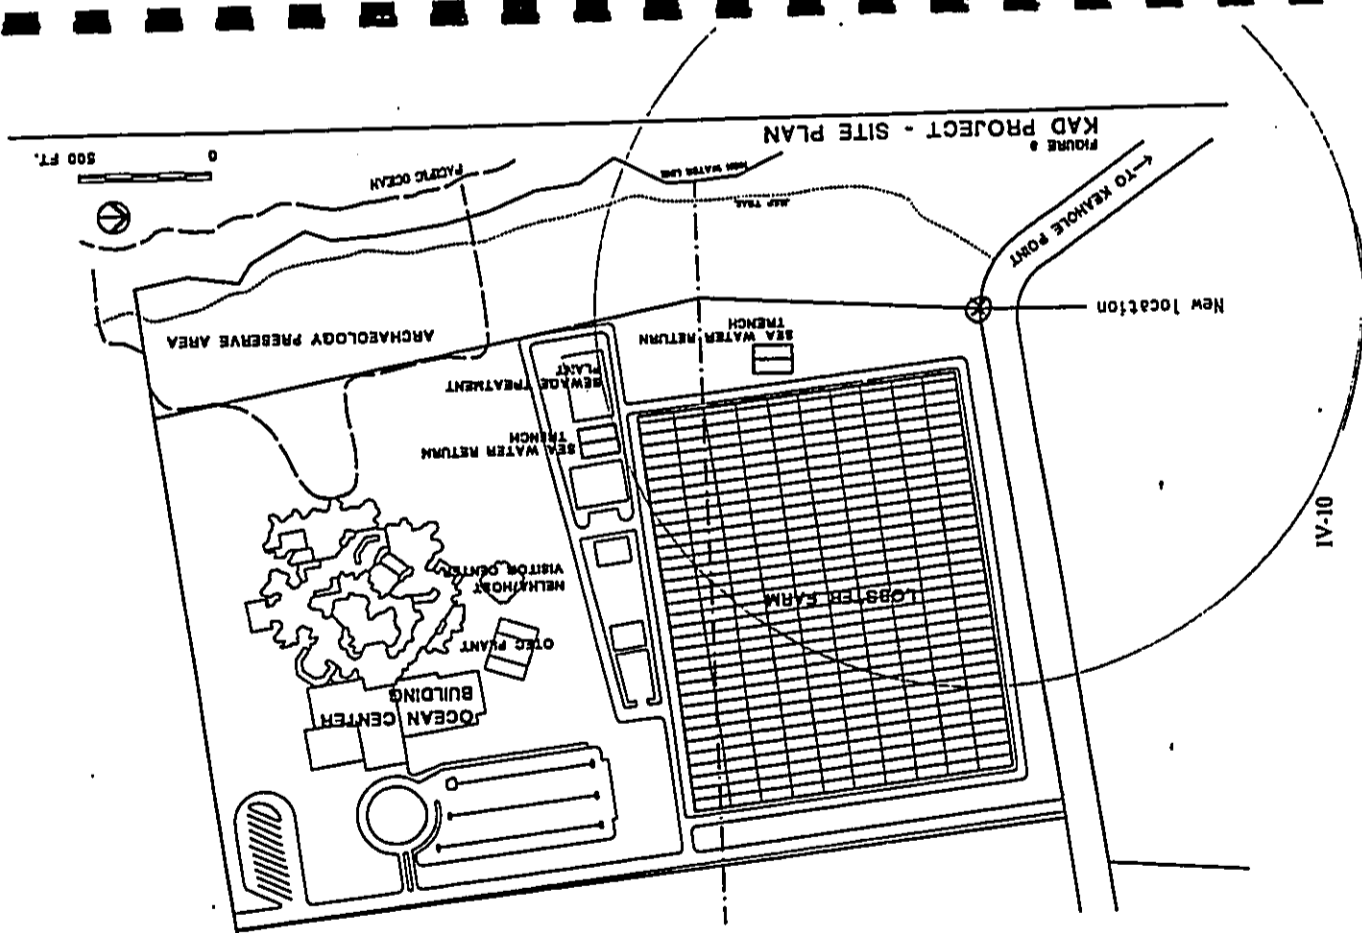 OCEAN CENTER
BUILDING
OTEC PLANT
LOBSTER FARM
NELHA/HOST
VISITOR CENTER
SEA WATER RETURN
TRENCH
SEWAGE TREATMENT
PLANT
ARCHAEOLOGY PRESERVE AREA
SEA WATER RETURN
TRENCH
New location
←TO KEAHOLE POINT
TRAIL
HIGH WATER LINE
PACIFIC OCEAN
0 500 FT.
FIGURE
KAD PROJECT - SITE PLAN
IV-10